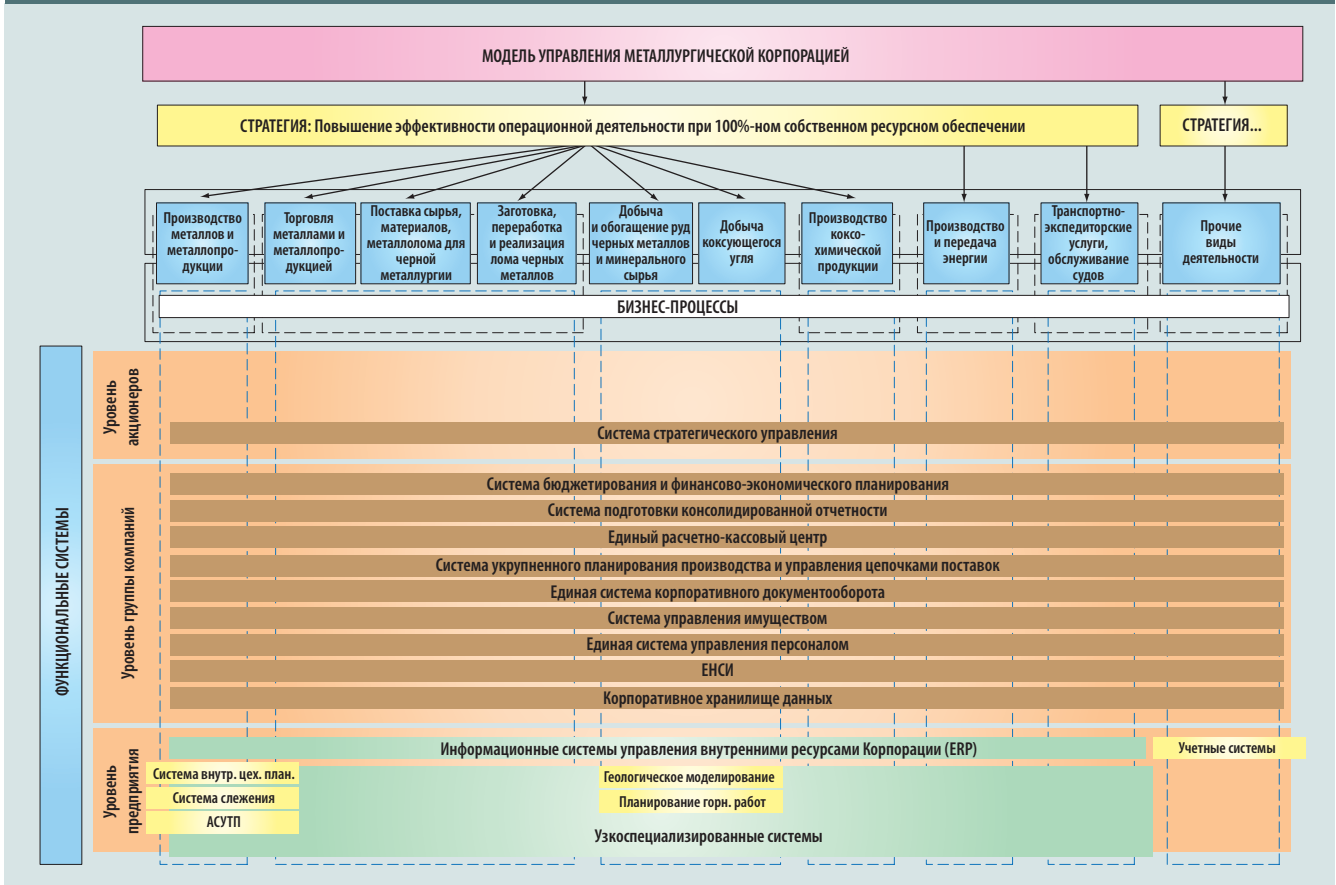 МОДЕЛЬ УПРАВЛЕНИЯ МЕТАЛЛУРГИЧЕСКОЙ КОРПОРАЦИЕЙ
СТРАТЕГИЯ: Повышение эффективности операционной деятельности при 100%-ном собственном ресурсном обеспечении
СТРАТЕГИЯ...
Производство
металлов и
металлопро-
дукции
Торговля
металлами и
металлопро-
дукцией
Поставка сырья,
материалов,
металлолома для
черной
металлургии
Заготовка,
переработка
и реализация
лома черных
металлов
Добыча
и обогащение руд
черных металлов
и минерального
сырья
Добыча
коксующегося
угля
Производство
коксо-
химической
продукции
Производство
и передача
энергии
Транспортно-
экспедиторские
услуги,
обслуживание
судов
Прочие
виды
деятельности
БИЗНЕС-ПРОЦЕССЫ
ФУНКЦИОНАЛЬНЫЕ СИСТЕМЫ
Уровень
акционеров
Система стратегического управления
Уровень группы компаний
Система бюджетирования и финансово-экономического планирования
Система подготовки консолидированной отчетности
Единый расчетно-кассовый центр
Система укрупненного планирования производства и управления цепочками поставок
Единая система корпоративного документооборота
Система управления имуществом
Единая система управления персоналом
ЕНСИ
Корпоративное хранилище данных
Уровень
предприятия
Информационные системы управления внутренними ресурсами Корпорации (ERP)
Учетные системы
Система внутр. цех. план.
Система слежения
АСУТП
Геологическое моделирование
Планирование горн. работ
Узкоспециализированные системы